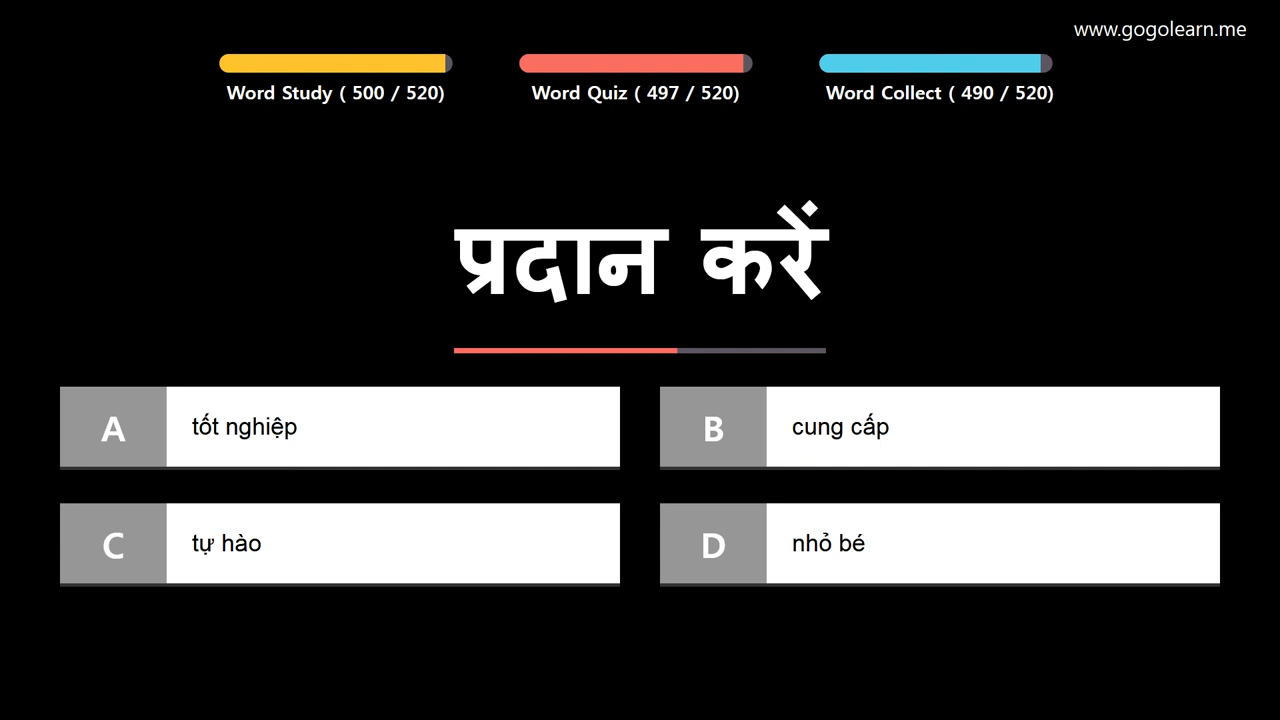 www.gogolearn.me
Word Study ( 500 / 520)
Word Quiz ( 497 / 520)
Word Collect ( 490 / 520)
प्रदान करें
A
tốt nghiệp
B
cung cấp
C
tự hào
D
nhỏ bé